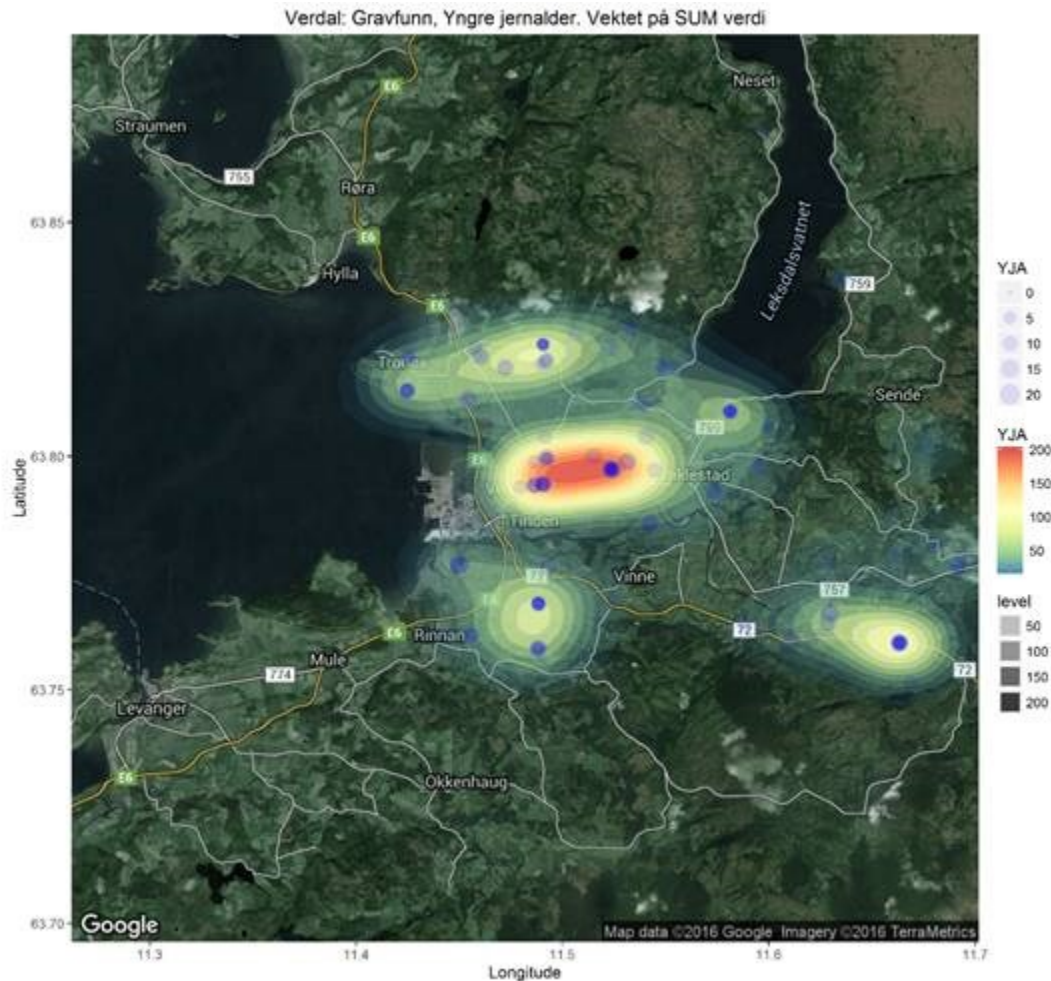 Verdal: Gravfunn, Yngre jernalder. Vektet på SUM verdi
Neset
E6
Straumen
755
Røra
63.85
E6
Hylla
Leksdalsvatnet
759
E6
Sende
759
63.80
E6
Latitude
72
Vinne
757
E6
Rinnan
72
Mule
774
72
63.75
Levanger
E6
Okkenhaug
Google
63.70
Map data ©2016 Google Imagery ©2016 TerraMetrics
11.3
11.4
11.5
11.6
11.7
Longitude
YJA
0
5
10
15
20
YJA
200
150
100
50
level
50
100
150
200